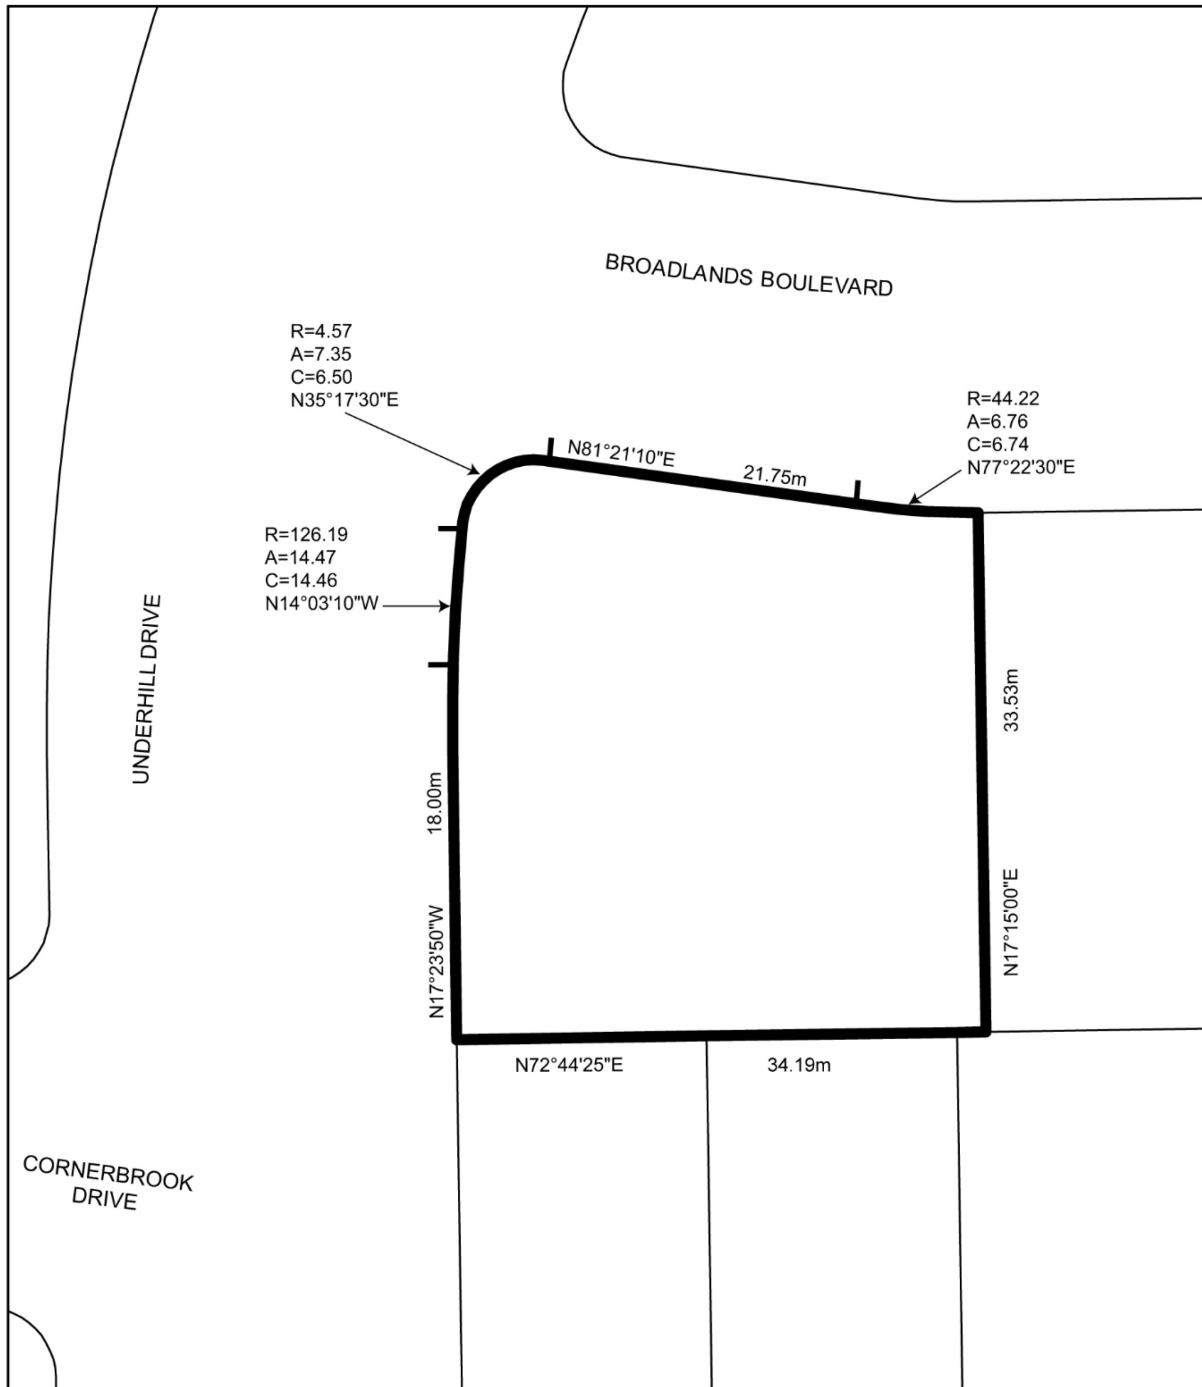 BROADLANDS BOULEVARD
R=4.57
A=7.35
C=6.50
N35°17'30"E
R=44.22
A=6.76
C=6.74
N77°22'30"E
N81°21'10"E
21.75m
R=126.19
A=14.47
C=14.46
N14°03'10"W
UNDERHILL DRIVE
18.00m
N17°23'50"W
33.53m
N17°15'00"E
N72°44'25"E
34.19m
CORNERBROOK
DRIVE